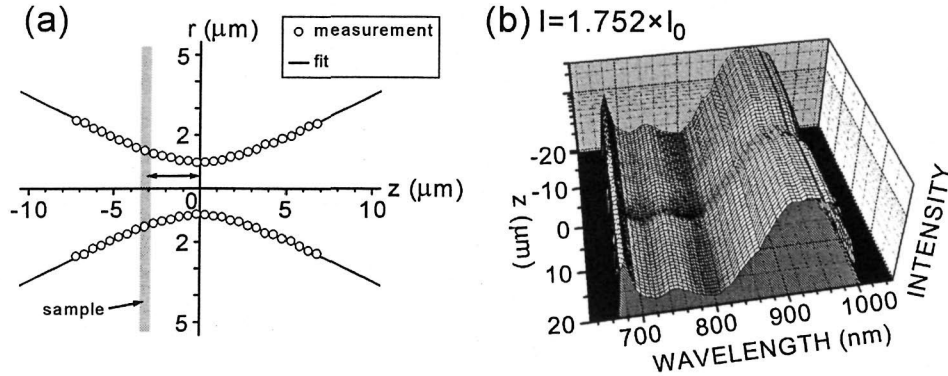 (a)
r (μm)
measurement
fit
5
2
0
2
5
-10
-5
5
10
z (μm)
sample
(b) I=1.752×I0
-20
-10
0
10
20
z (μm)
700
800
900
1000
WAVELENGTH (nm)
INTENSITY